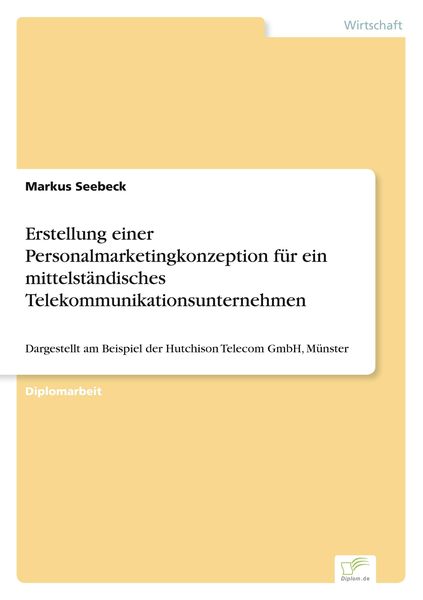 Wirtschaft
Markus Seebeck
Erstellung einer
Personalmarketingkonzeption für ein
mittelständisches
Telekommunikationsunternehmen
Dargestellt am Beispiel der Hutchison Telecom GmbH, Münster
Diplomarbeit
Diplom.de